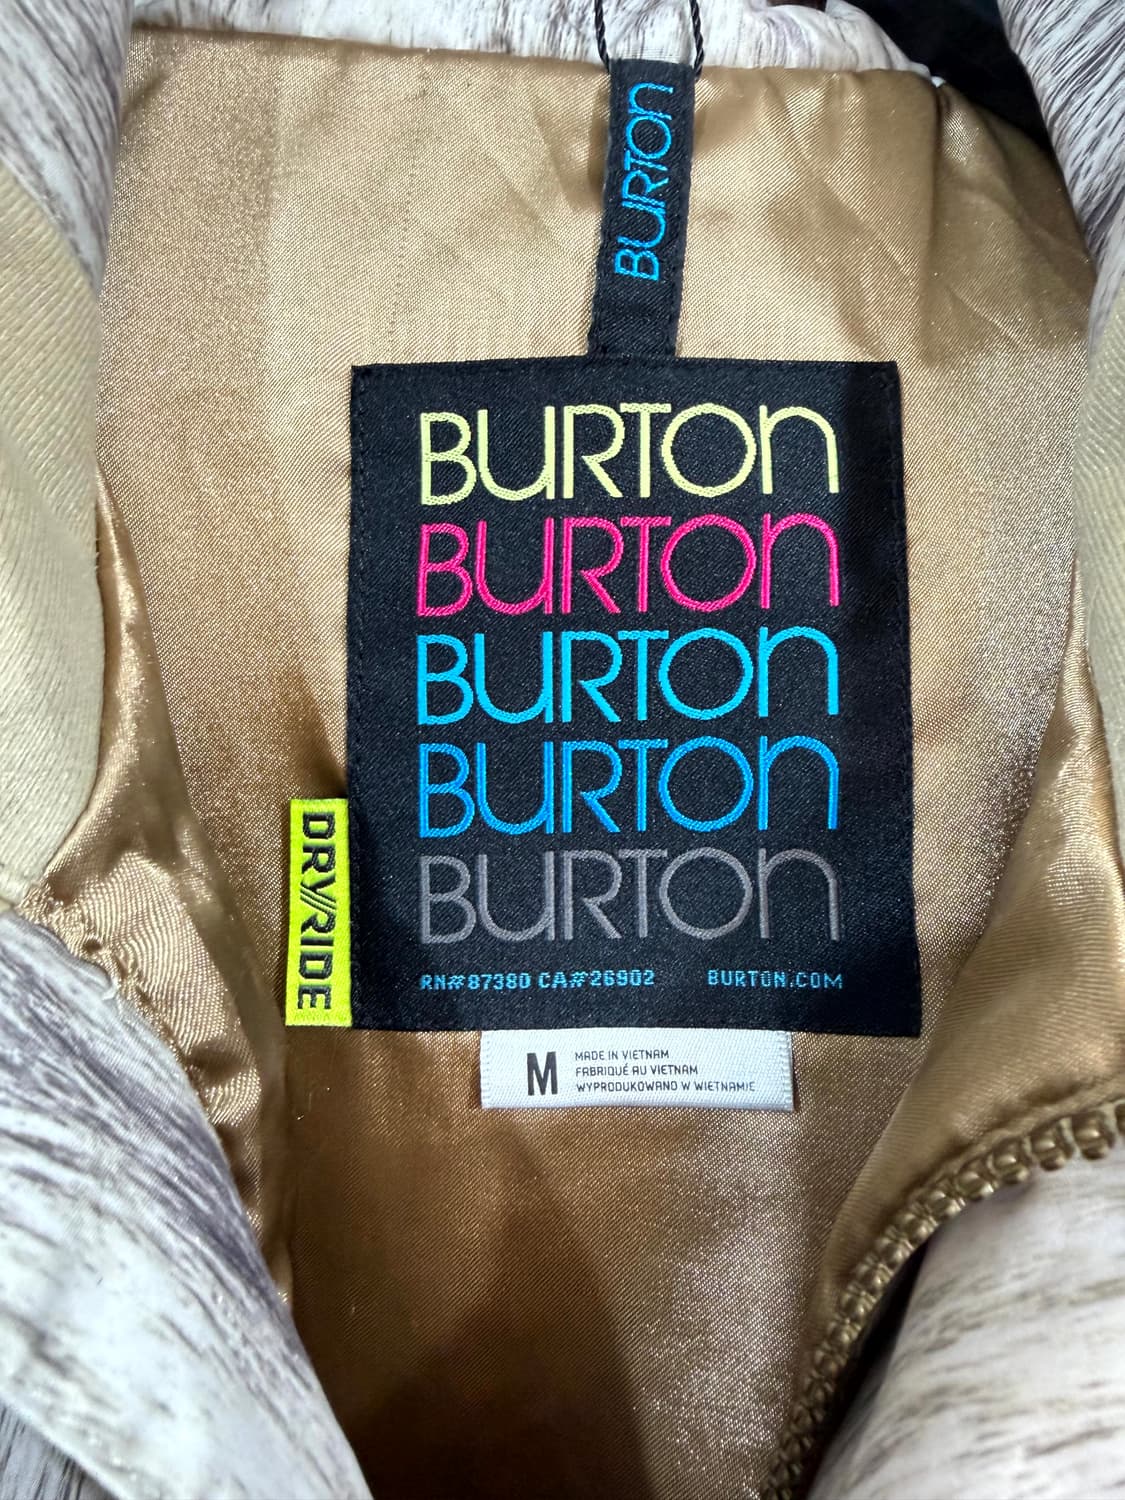 BURTON
BURTON
BURTON
BURTON
BURTON
BURTON
RN#87380 CA#26902 BURTON.COM
DRY//RIDE
M
MADE IN VIETNAM
FABRIQUÉ AU VIETNAM
WYPRODUKOWANO W WIETNAMIE